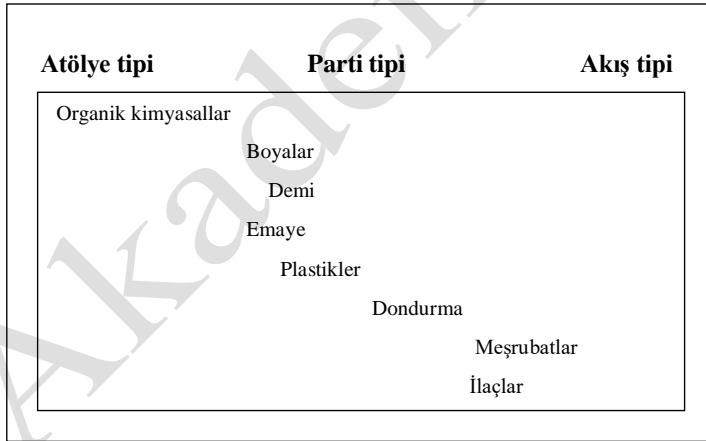 Atölye tipi Parti tipi Akış tipi
Organik kimyasallar
Boyalar
Demi
Emaye
Plastikler
Dondurma
Meşrubatlar
İlaçlar